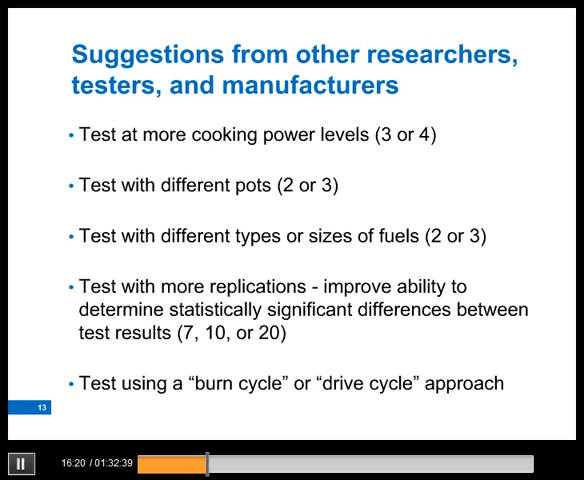 Suggestions from other researchers,
testers, and manufacturers
• Test at more cooking power levels (3 or 4)
• Test with different pots (2 or 3)
• Test with different types or sizes of fuels (2 or 3)
• Test with more replications - improve ability to
determine statistically significant differences between
test results (7, 10, or 20)
• Test using a “burn cycle” or “drive cycle” approach
13
16:20 / 01:32:39